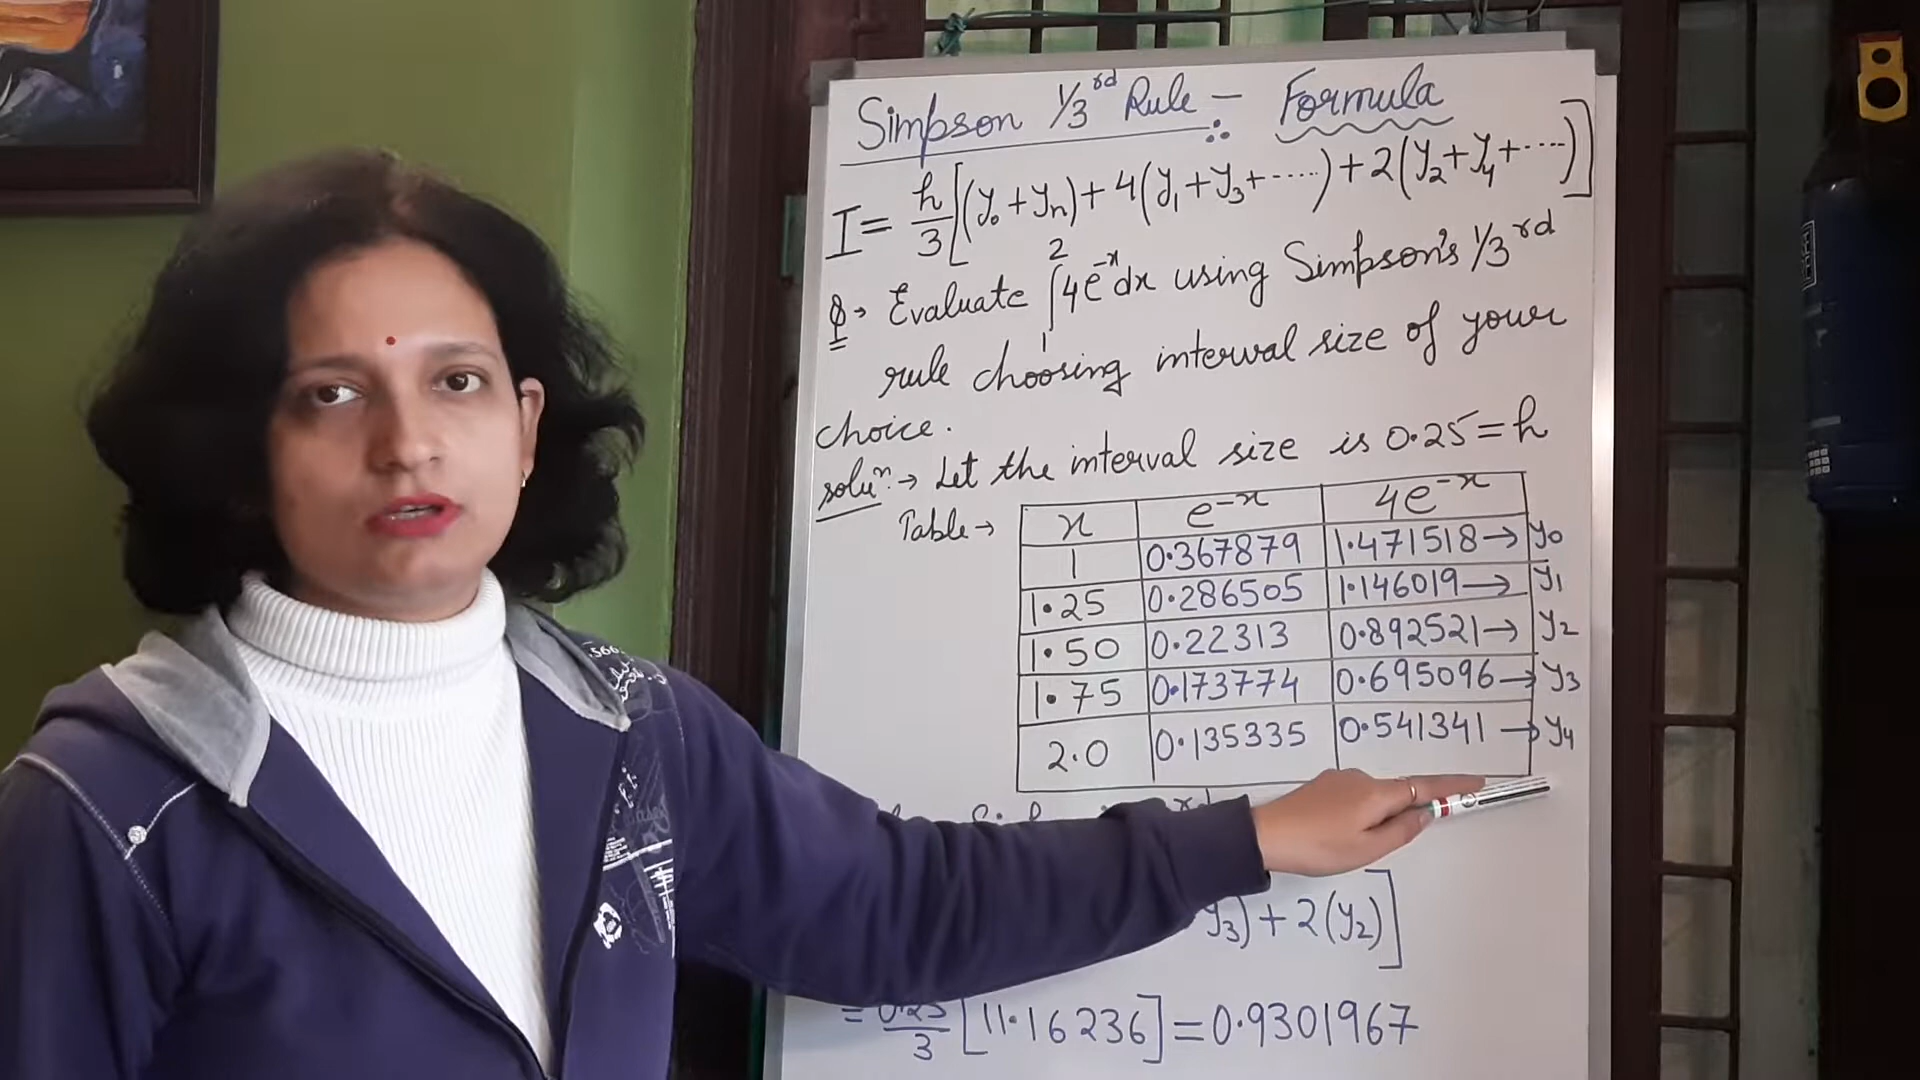 Simpson 1/3rd Rule - Formula
I = h/3 [(y0 + yn) + 4(y1 + y3 + ......) + 2(y2 + y4 + ....)]
Q→ Evaluate ∫₁² 4e^-x dx using Simpson's 1/3rd
rule choosing interval size of your
choice.
soluⁿ.→ Let the interval size is 0.25 = h
Table→
x e^-x 4e^-x
1 0.367879 1.471518→ y0
1.25 0.286505 1.146019→ y1
1.50 0.22313 0.892521→ y2
1.75 0.173774 0.695096→ y3
2.0 0.135335 0.541341→ y4
rd
y3) + 2(y2)]
= 0.25/3 [11.16236] = 0.9301967